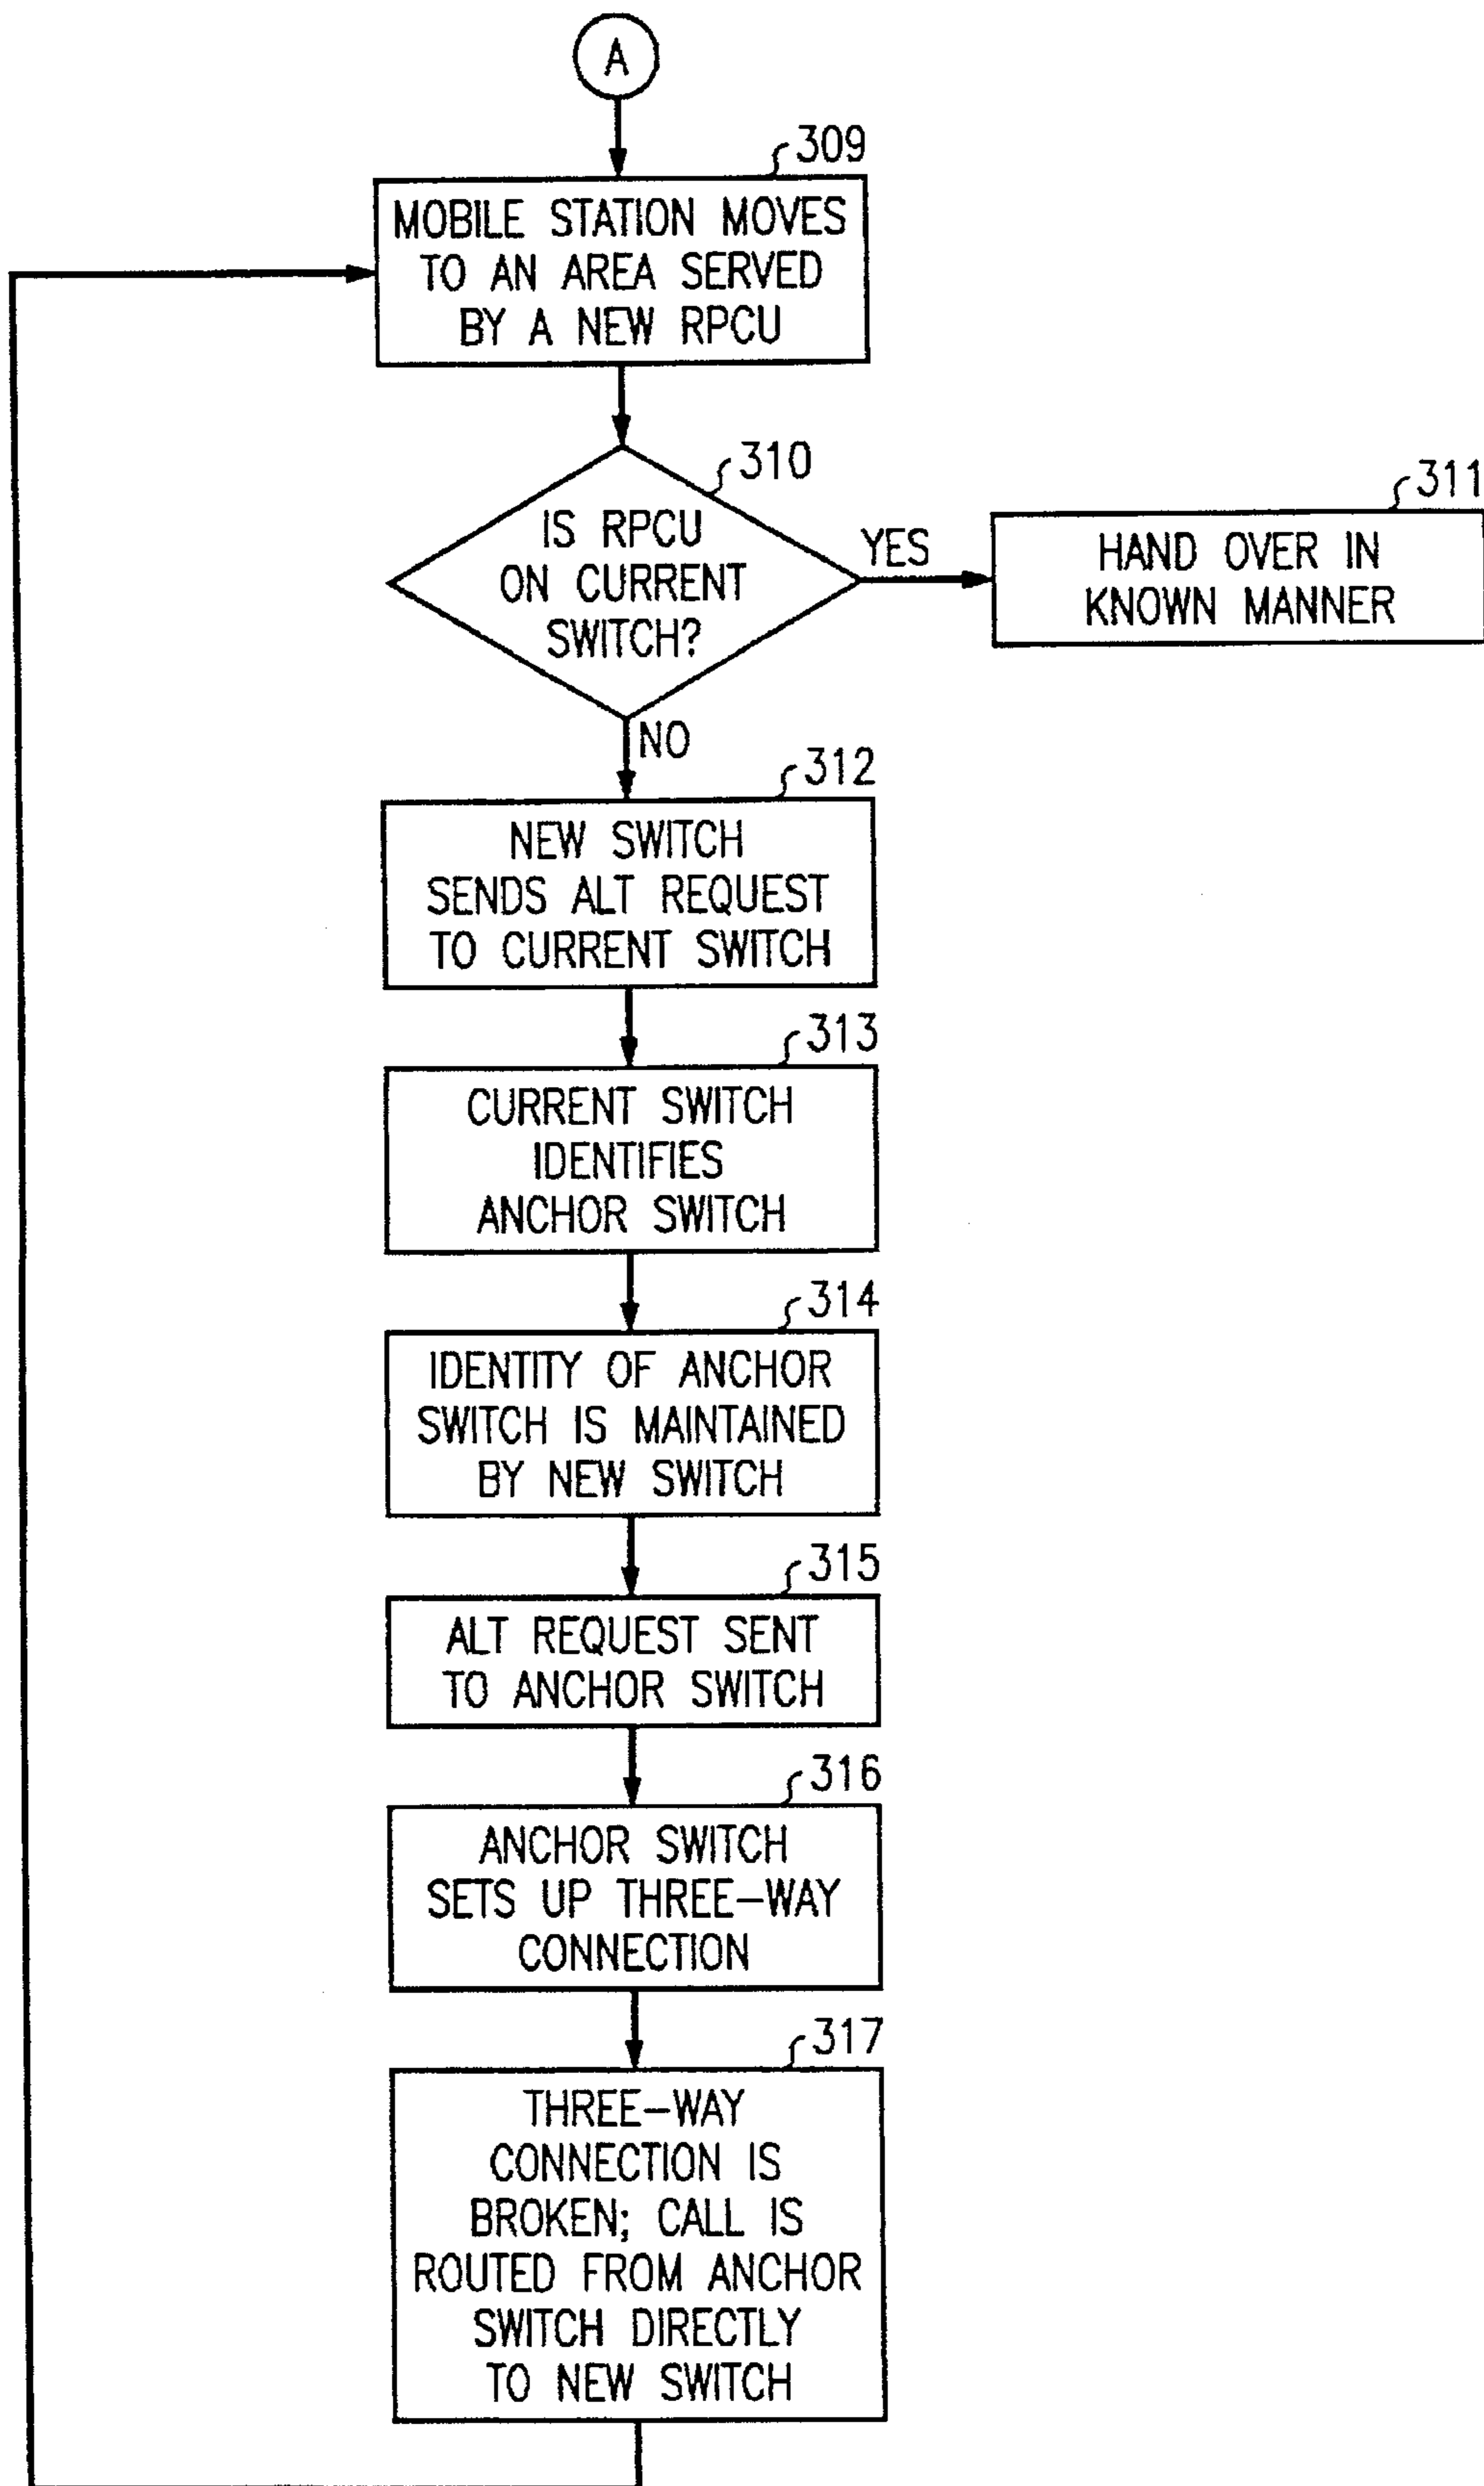 A
309
MOBILE STATION MOVES
TO AN AREA SERVED
BY A NEW RPCU
310
IS RPCU
ON CURRENT
SWITCH?
YES
311
HAND OVER IN
KNOWN MANNER
NO
312
NEW SWITCH
SENDS ALT REQUEST
TO CURRENT SWITCH
313
CURRENT SWITCH
IDENTIFIES
ANCHOR SWITCH
314
IDENTITY OF ANCHOR
SWITCH IS MAINTAINED
BY NEW SWITCH
315
ALT REQUEST SENT
TO ANCHOR SWITCH
316
ANCHOR SWITCH
SETS UP THREE-WAY
CONNECTION
317
THREE-WAY
CONNECTION IS
BROKEN; CALL IS
ROUTED FROM ANCHOR
SWITCH DIRECTLY
TO NEW SWITCH